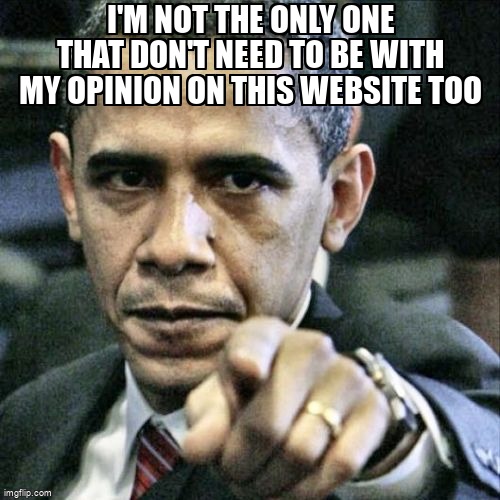 I'M NOT THE ONLY ONE
THAT DON'T NEED TO BE WITH
MY OPINION ON THIS WEBSITE TOO
imgflip.com